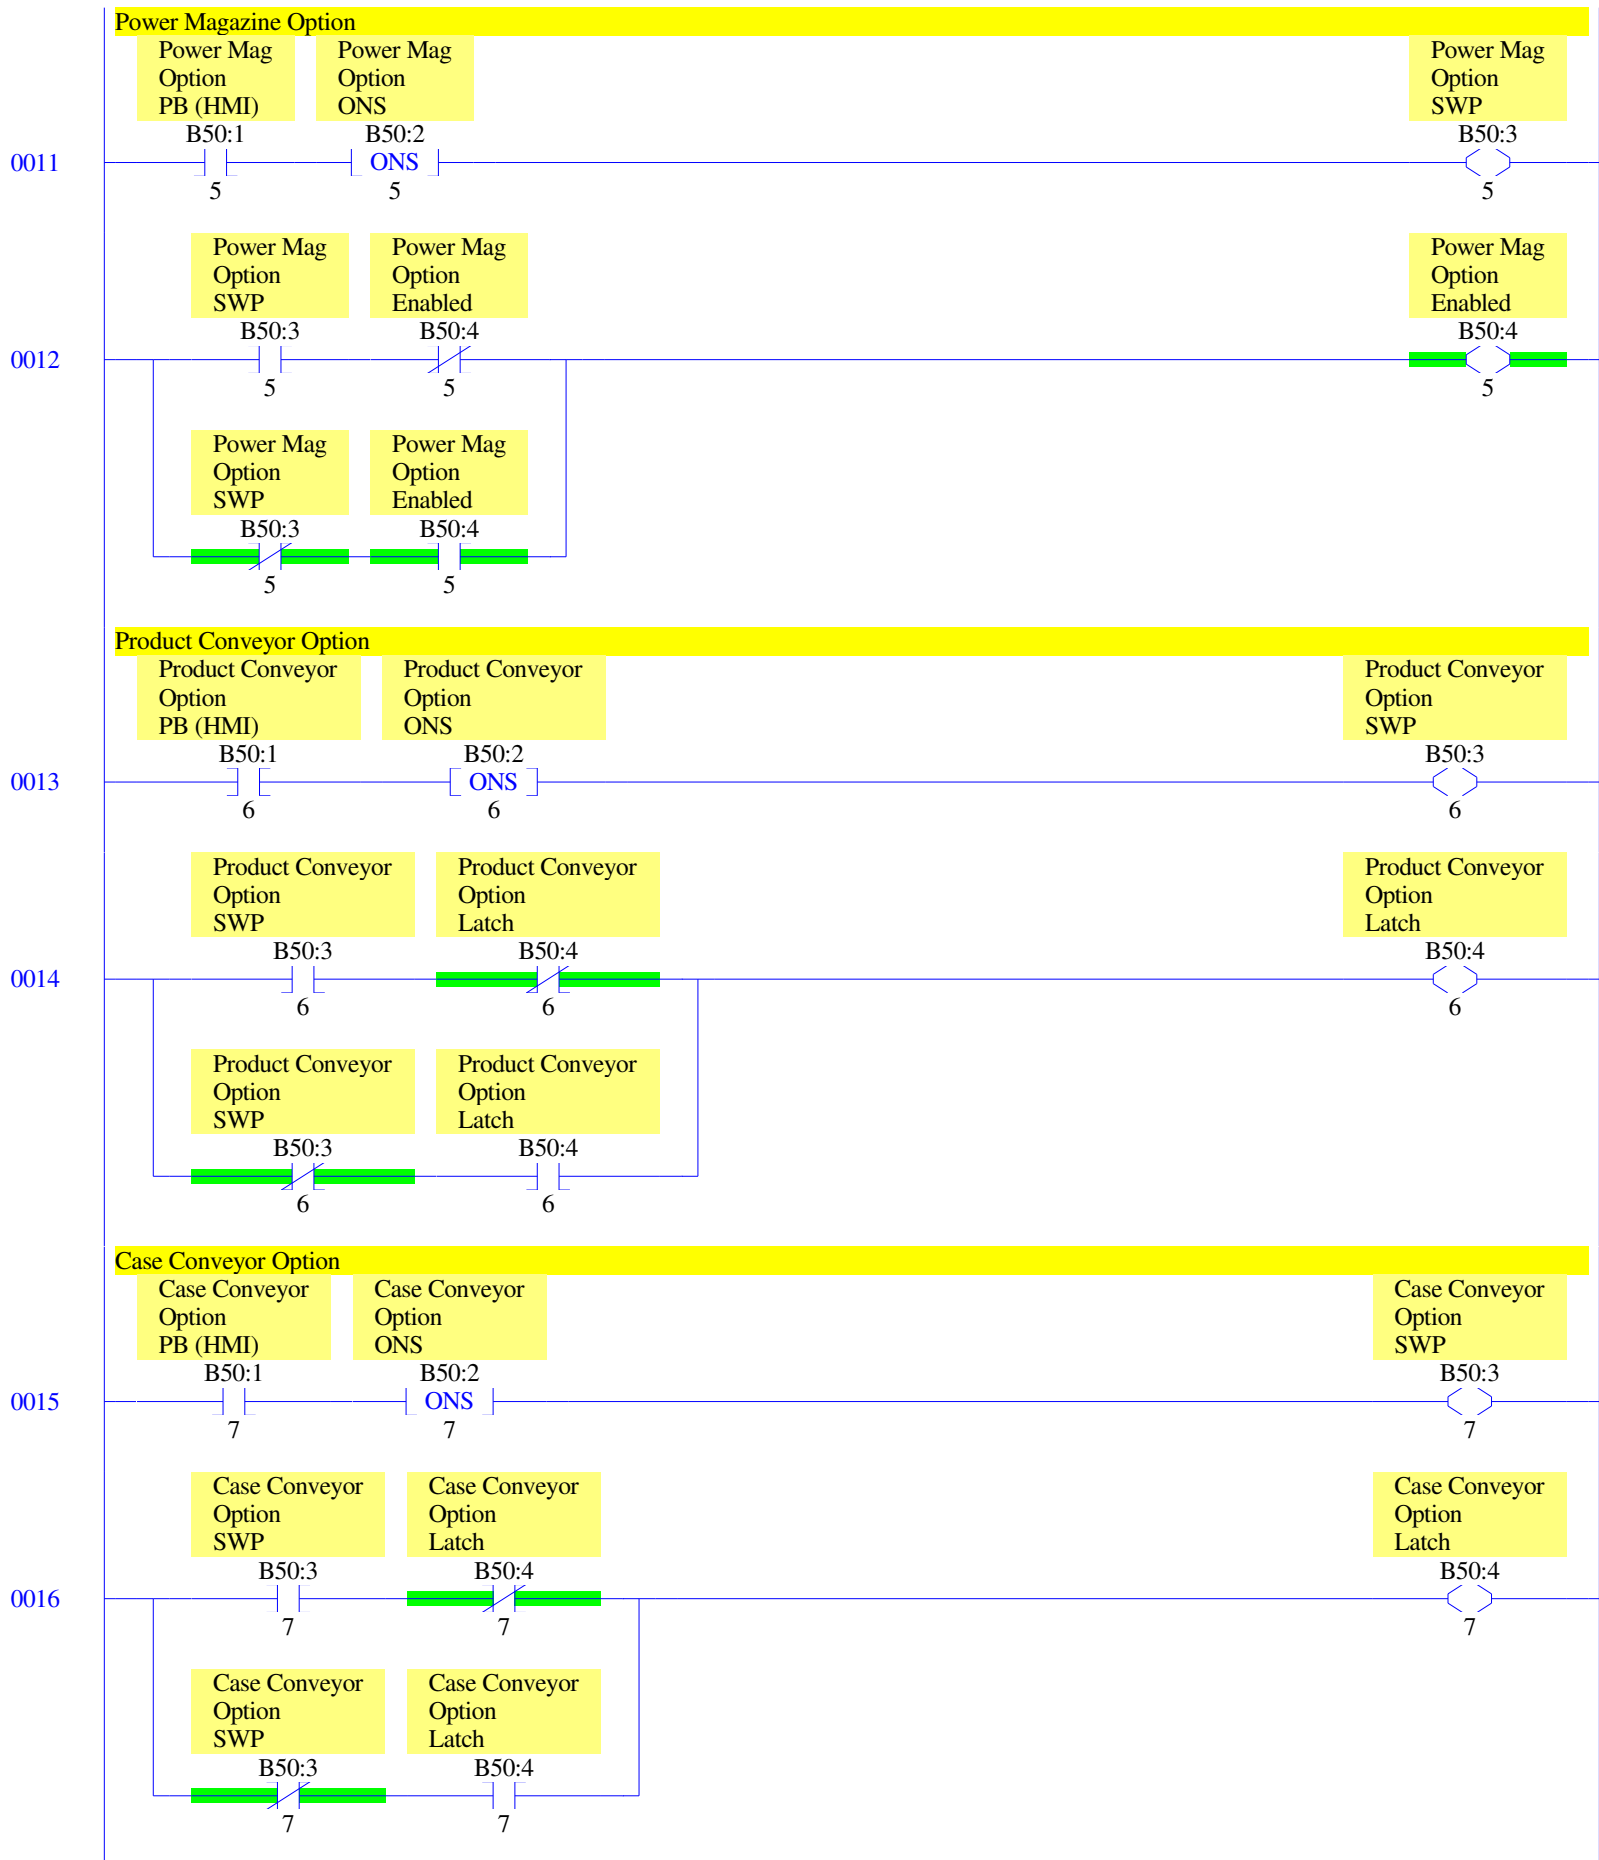 Power Magazine Option
Power Mag Power Mag Power Mag
Option Option Option
PB (HMI) ONS SWP
B50:1 B50:2 B50:3
0011 ONS
5 5 5
Power Mag Power Mag Power Mag
Option Option Option
SWP Enabled Enabled
B50:3 B50:4 B50:4
0012
5 5 5
Power Mag Power Mag
Option Option
SWP Enabled
B50:3 B50:4
5 5
Product Conveyor Option
Product Conveyor Product Conveyor Product Conveyor
Option Option Option
PB (HMI) ONS SWP
B50:1 B50:2 B50:3
0013 ONS
6 6 6
Product Conveyor Product Conveyor Product Conveyor
Option Option Option
SWP Latch Latch
B50:3 B50:4 B50:4
0014
6 6 6
Product Conveyor Product Conveyor
Option Option
SWP Latch
B50:3 B50:4
6 6
Case Conveyor Option
Case Conveyor Case Conveyor Case Conveyor
Option Option Option
PB (HMI) ONS SWP
B50:1 B50:2 B50:3
0015 ONS
7 7 7
Case Conveyor Case Conveyor Case Conveyor
Option Option Option
SWP Latch Latch
B50:3 B50:4 B50:4
0016
7 7 7
Case Conveyor Case Conveyor
Option Option
SWP Latch
B50:3 B50:4
7 7